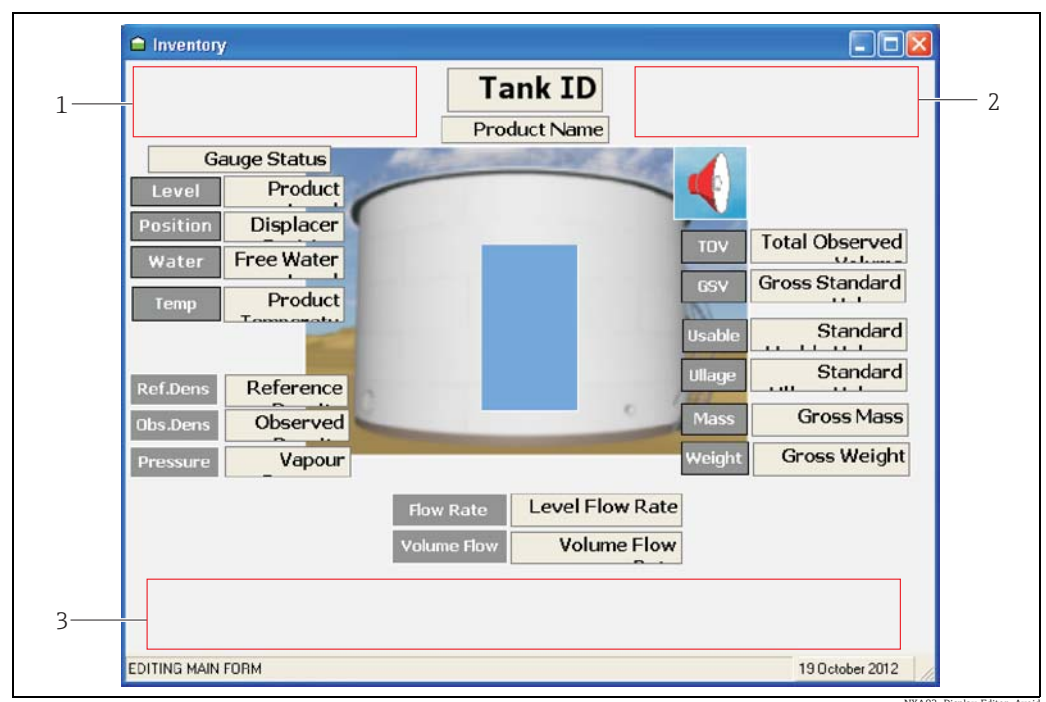 Inventory
1
Tank ID
2
Product Name
Gauge Status
Level
Product
Position
Displacer
Water
Free Water
Temp
Product
TOV
Total Observed
GSV
Gross Standard
Usable
Standard
Ullage
Standard
Ref.Dens
Reference
Obs.Dens
Observed
Mass
Gross Mass
Pressure
Vapour
Weight
Gross Weight
Flow Rate
Level Flow Rate
Volume Flow
Volume Flow
3
EDITING MAIN FORM
19 October 2012